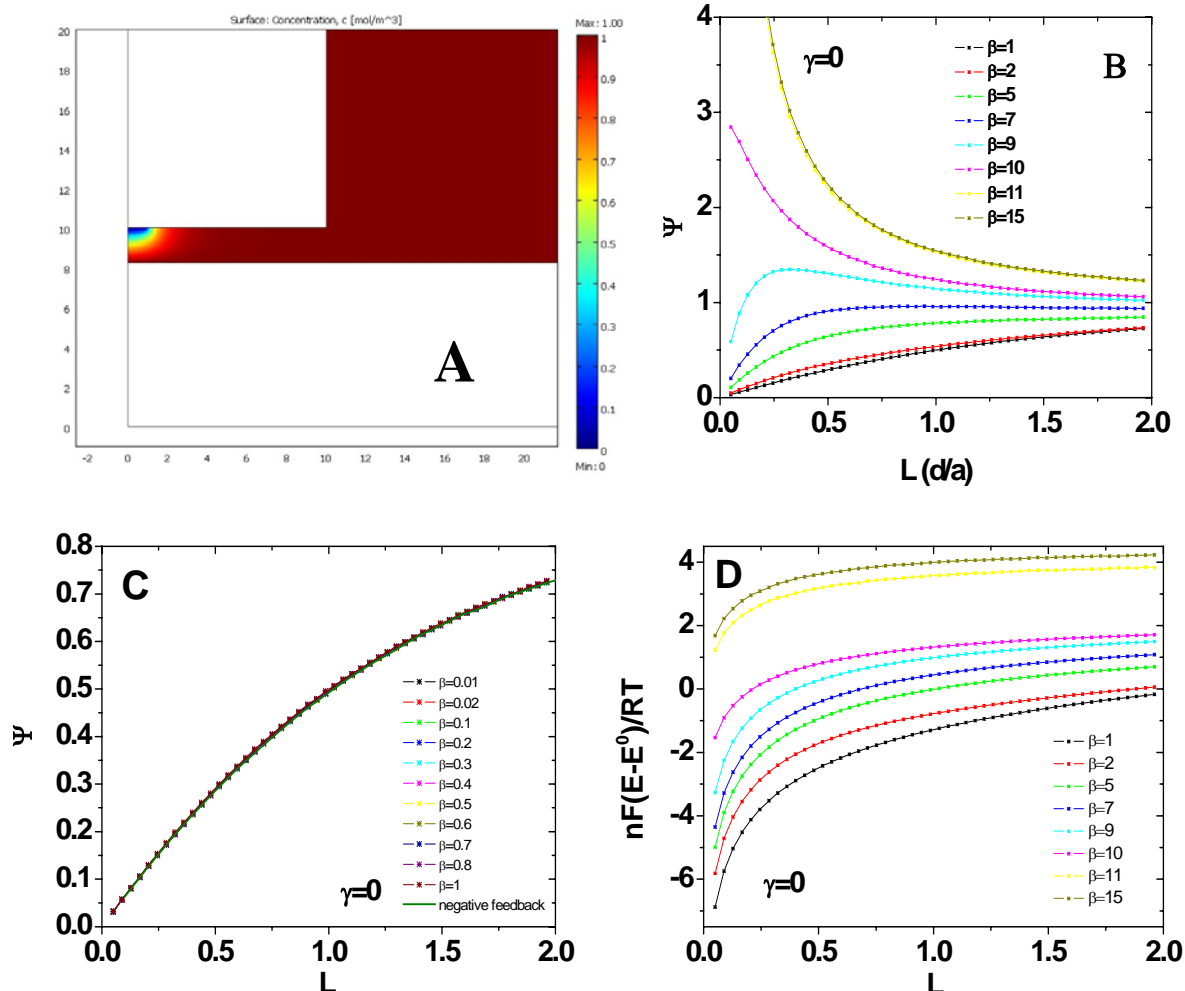 Surface: Concentration, c [mol/m^3]
Max: 1.00
20
18
16
14
12
10
8
6
4
2
0
-2 0 2 4 6 8 10 12 14 16 18 20
1
0.9
0.8
0.7
0.6
0.5
0.4
0.3
0.2
0.1
0
Min: 0
A
4
3
2
1
0
Ψ
γ=0
B
β=1
β=2
β=5
β=7
β=9
β=10
β=11
β=15
0.0 0.5 1.0 1.5 2.0
L (d/a)
0.8
0.7
0.6
0.5
0.4
0.3
0.2
0.1
0.0
Ψ
C
β=0.01
β=0.02
β=0.1
β=0.2
β=0.3
β=0.4
β=0.5
β=0.6
β=0.7
β=0.8
β=1
negative feedback
γ=0
0.0 0.5 1.0 1.5 2.0
L
4
2
0
-2
-4
-6
nF(E-E⁰)/RT
D
β=1
β=2
β=5
β=7
β=9
β=10
β=11
β=15
γ=0
0.0 0.5 1.0 1.5 2.0
L